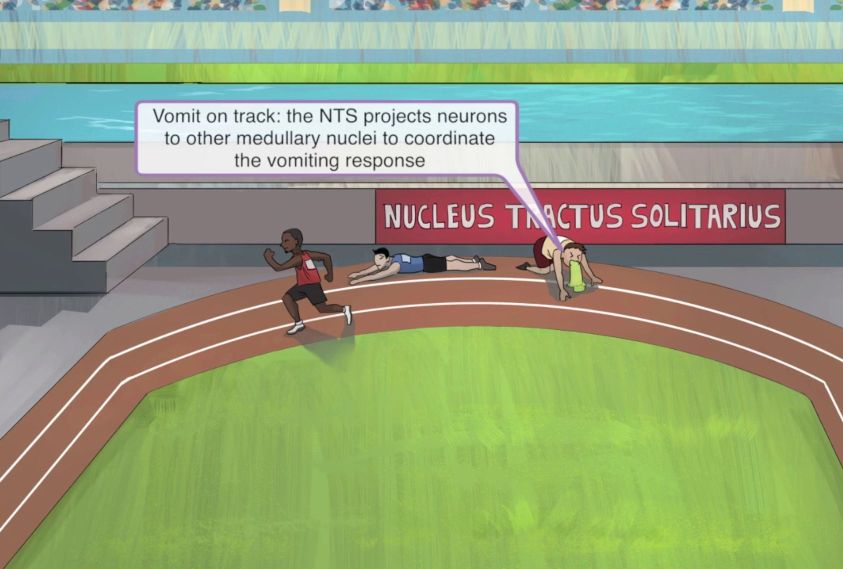 Vomit on track: the NTS projects neurons
to other medullary nuclei to coordinate
the vomiting response
NUCLEUS TRACTUS SOLITARIUS